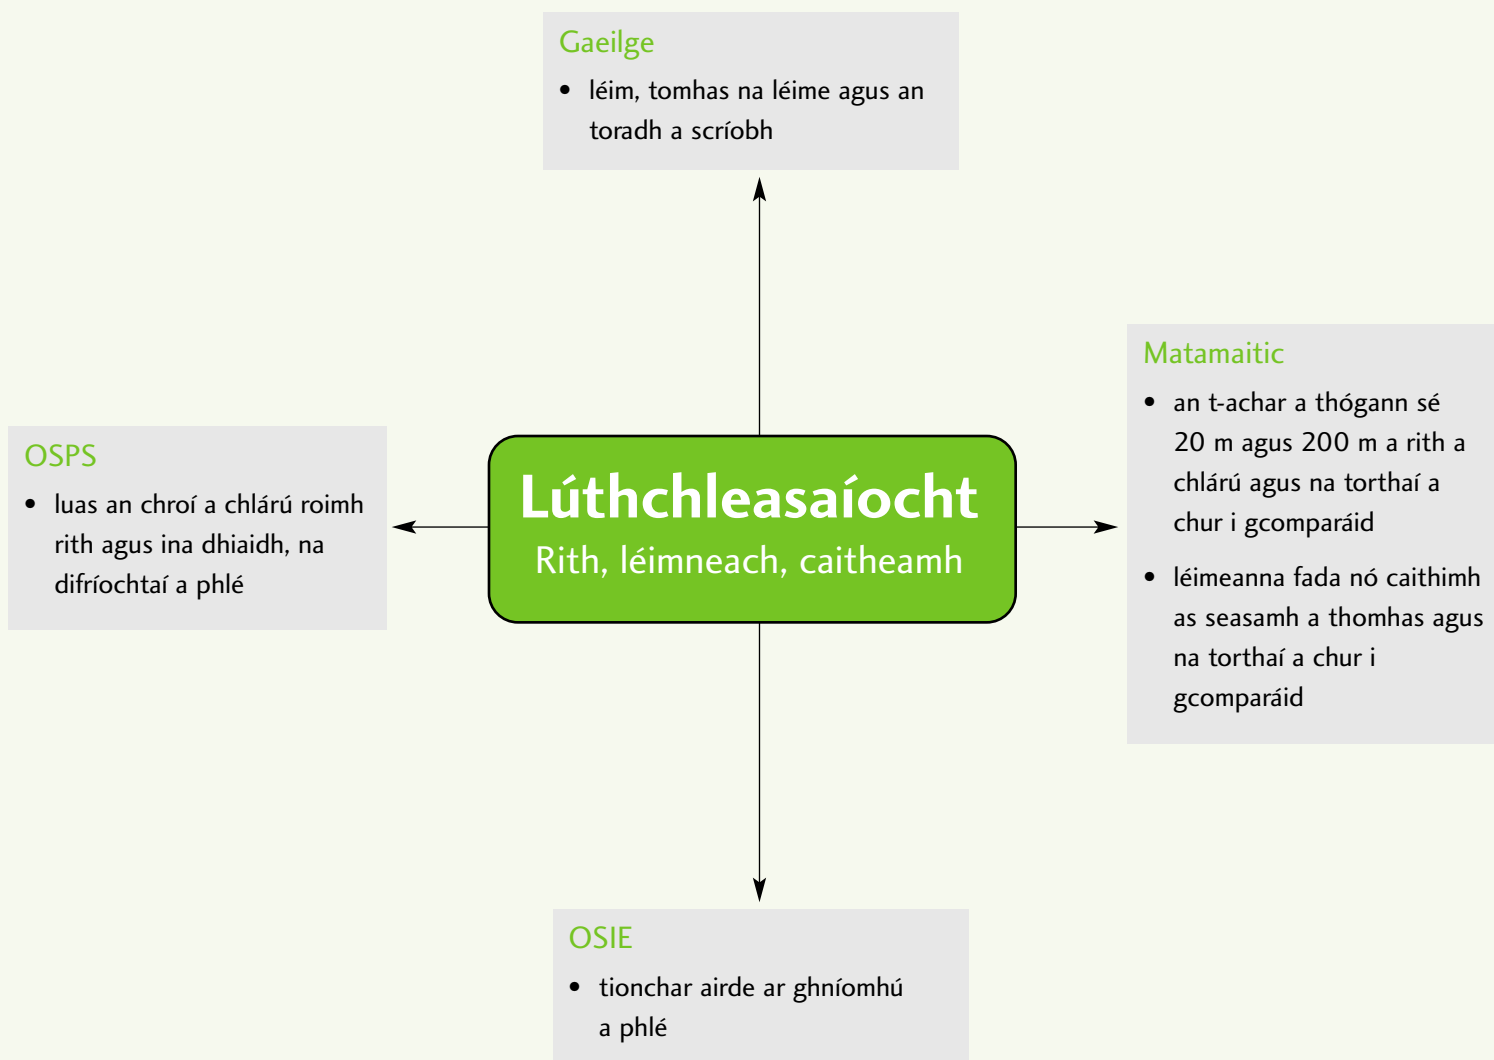 Gaeilge
• léim, tomhas na léime agus an
toradh a scríobh
Matamaitic
• an t-achar a thógann sé
20 m agus 200 m a rith a
chlárú agus na torthaí a
chur i gcomparáid
• léimeanna fada nó caithimh
as seasamh a thomhas agus
na torthaí a chur i
gcomparáid
OSPS
• luas an chroí a chlárú roimh
rith agus ina dhiaidh, na
difríochtaí a phlé
Lúthchleasaíocht
Rith, léimneach, caitheamh
OSIE
• tionchar airde ar ghníomhú
a phlé